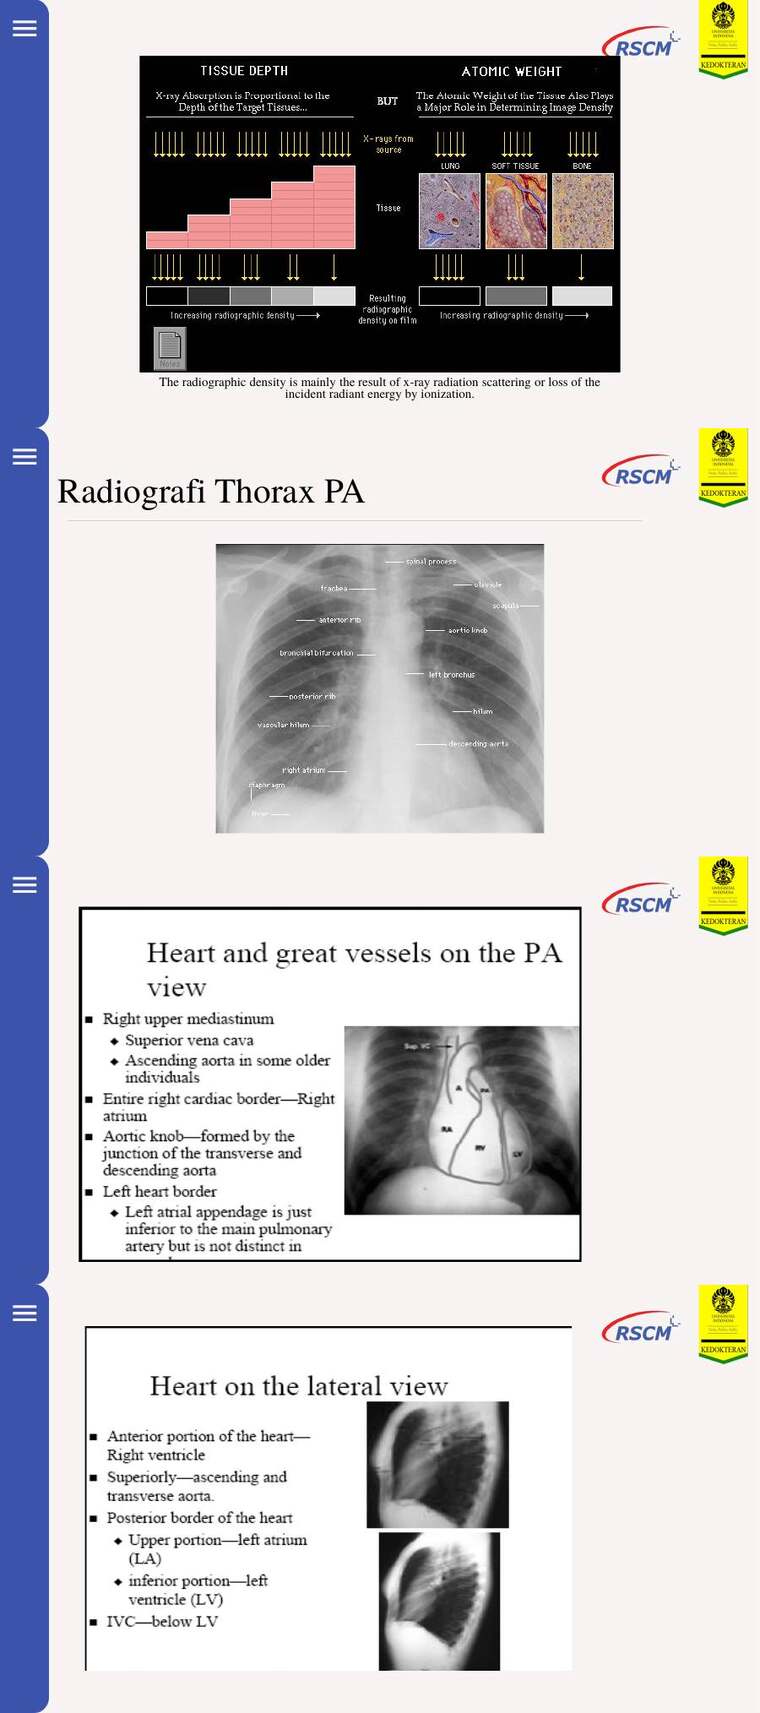 RSCM
UNIVERSITAS
INDONESIA
KEDOKTERAN
TISSUE DEPTH
ATOMIC WEIGHT
X-ray Absorption is Proportional to the
Depth of the Target Tissues...
BUT
The Atomic Weight of the Tissue Also Plays
a Major Role in Determining Image Density
X-rays from
source
LUNG
SOFT TISSUE
BONE
Tissue
Resulting
radiographic
density on film
Increasing radiographic density
Increasing radiographic density
Notes
The radiographic density is mainly the result of x-ray radiation scattering or loss of the
incident radiant energy by ionization.
RSCM
UNIVERSITAS
INDONESIA
KEDOKTERAN
Radiografi Thorax PA
spinal process
trachea
clavicle
scapula
anterior rib
aortic knob
bronchial bifurcation
left bronchus
posterior rib
hilum
vascular hilum
descending aorta
right atrium
diaphragm
liver
RSCM
UNIVERSITAS
INDONESIA
KEDOKTERAN
Heart and great vessels on the PA
view
■ Right upper mediastinum
◆ Superior vena cava
◆ Ascending aorta in some older
individuals
■ Entire right cardiac border—Right
atrium
■ Aortic knob—formed by the
junction of the transverse and
descending aorta
■ Left heart border
◆ Left atrial appendage is just
inferior to the main pulmonary
artery but is not distinct in
Sup. VC
A
PA
RA
RV
LV
RSCM
UNIVERSITAS
INDONESIA
KEDOKTERAN
Heart on the lateral view
■ Anterior portion of the heart—
Right ventricle
■ Superiorly—ascending and
transverse aorta.
■ Posterior border of the heart
◆ Upper portion—left atrium
(LA)
◆ inferior portion—left
ventricle (LV)
■ IVC—below LV